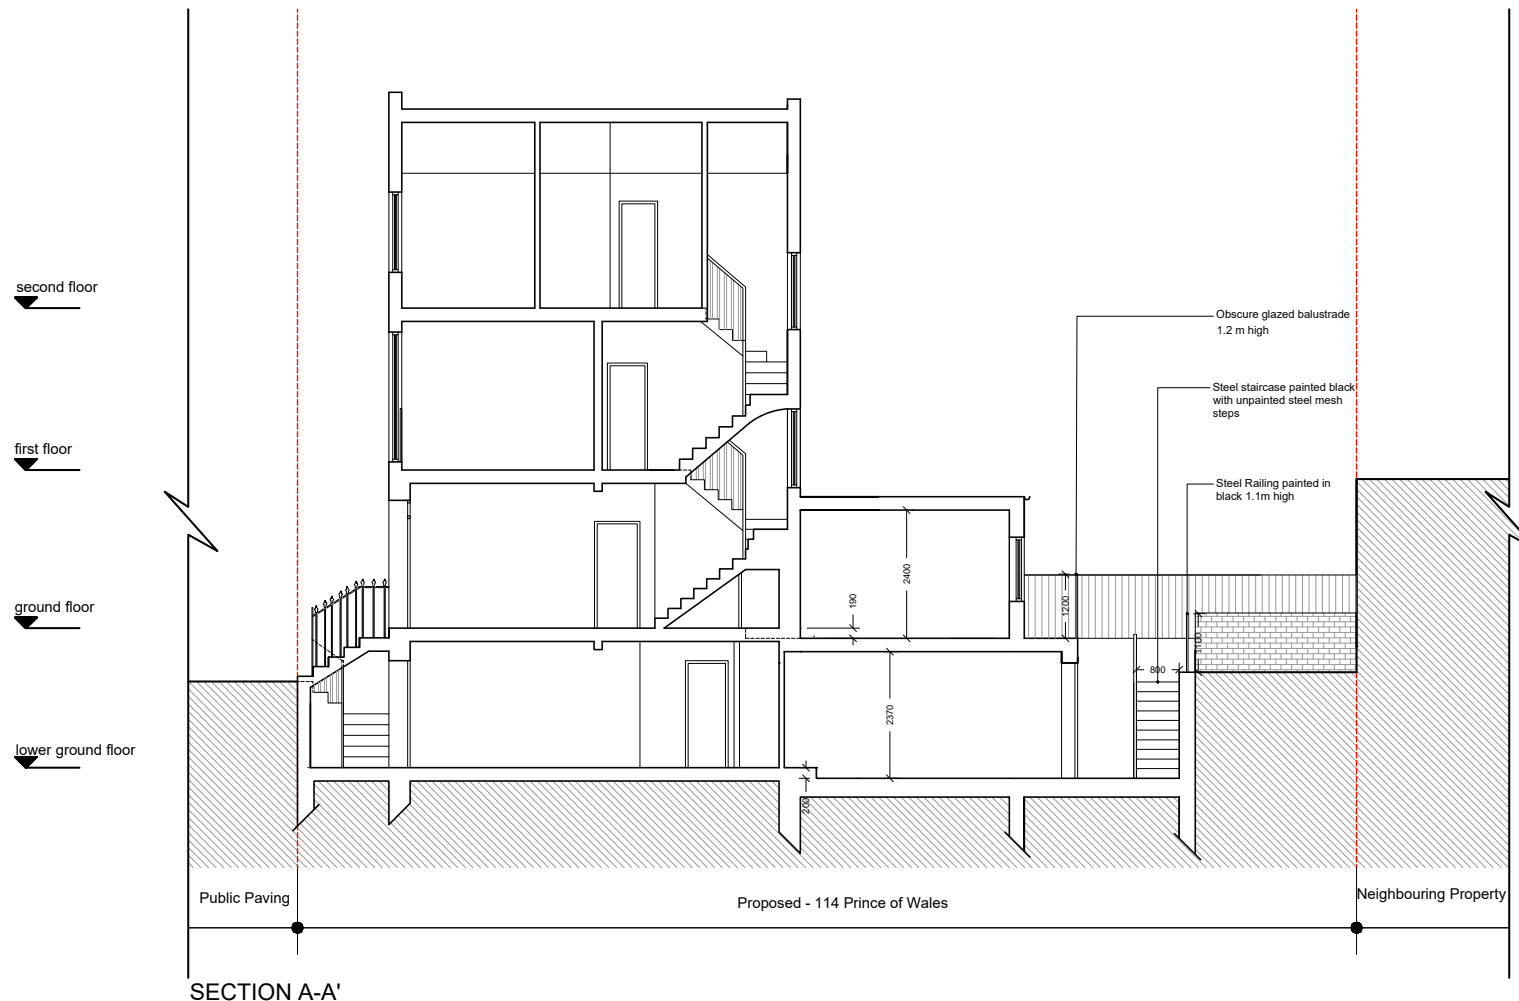 second floor
Obscure glazed balustrade
1.2 m high
Steel staircase painted black
with unpainted steel mesh
steps
first floor
Steel Railing painted in
black 1.1m high
2400
190
1200
ground floor
1100
800
2370
lower ground floor
200
Public Paving
Proposed - 114 Prince of Wales
Neighbouring Property
SECTION A-A'